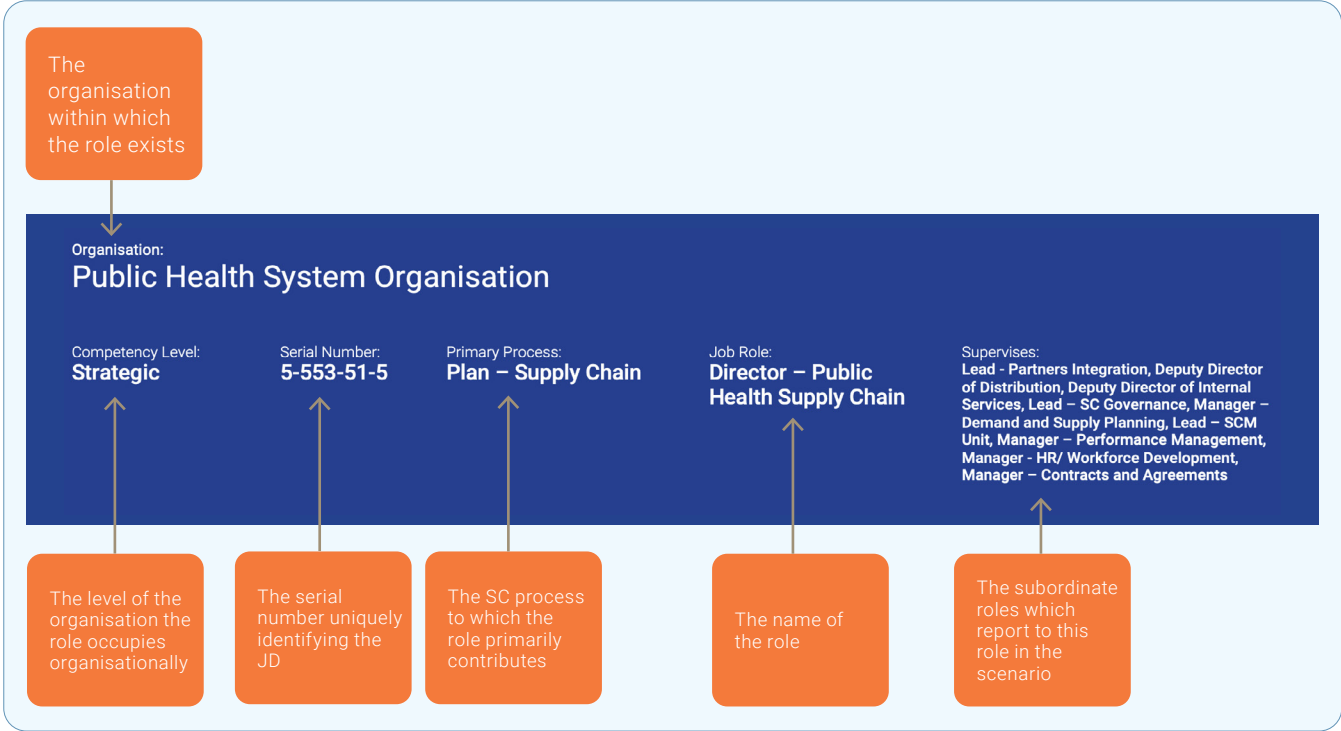 The
organisation
within which
the role exists
Organisation:
Public Health System Organisation
Competency Level:
Strategic
Serial Number:
5-553-51-5
Primary Process:
Plan – Supply Chain
Job Role:
Director – Public
Health Supply Chain
Supervises:
Lead - Partners Integration, Deputy Director
of Distribution, Deputy Director of Internal
Services, Lead – SC Governance, Manager –
Demand and Supply Planning, Lead – SCM
Unit, Manager – Performance Management,
Manager - HR/ Workforce Development,
Manager – Contracts and Agreements
The level of the
organisation the
role occupies
organisationally
The serial
number uniquely
identifying the
JD
The SC process
to which the
role primarily
contributes
The name of
the role
The subordinate
roles which
report to this
role in the
scenario